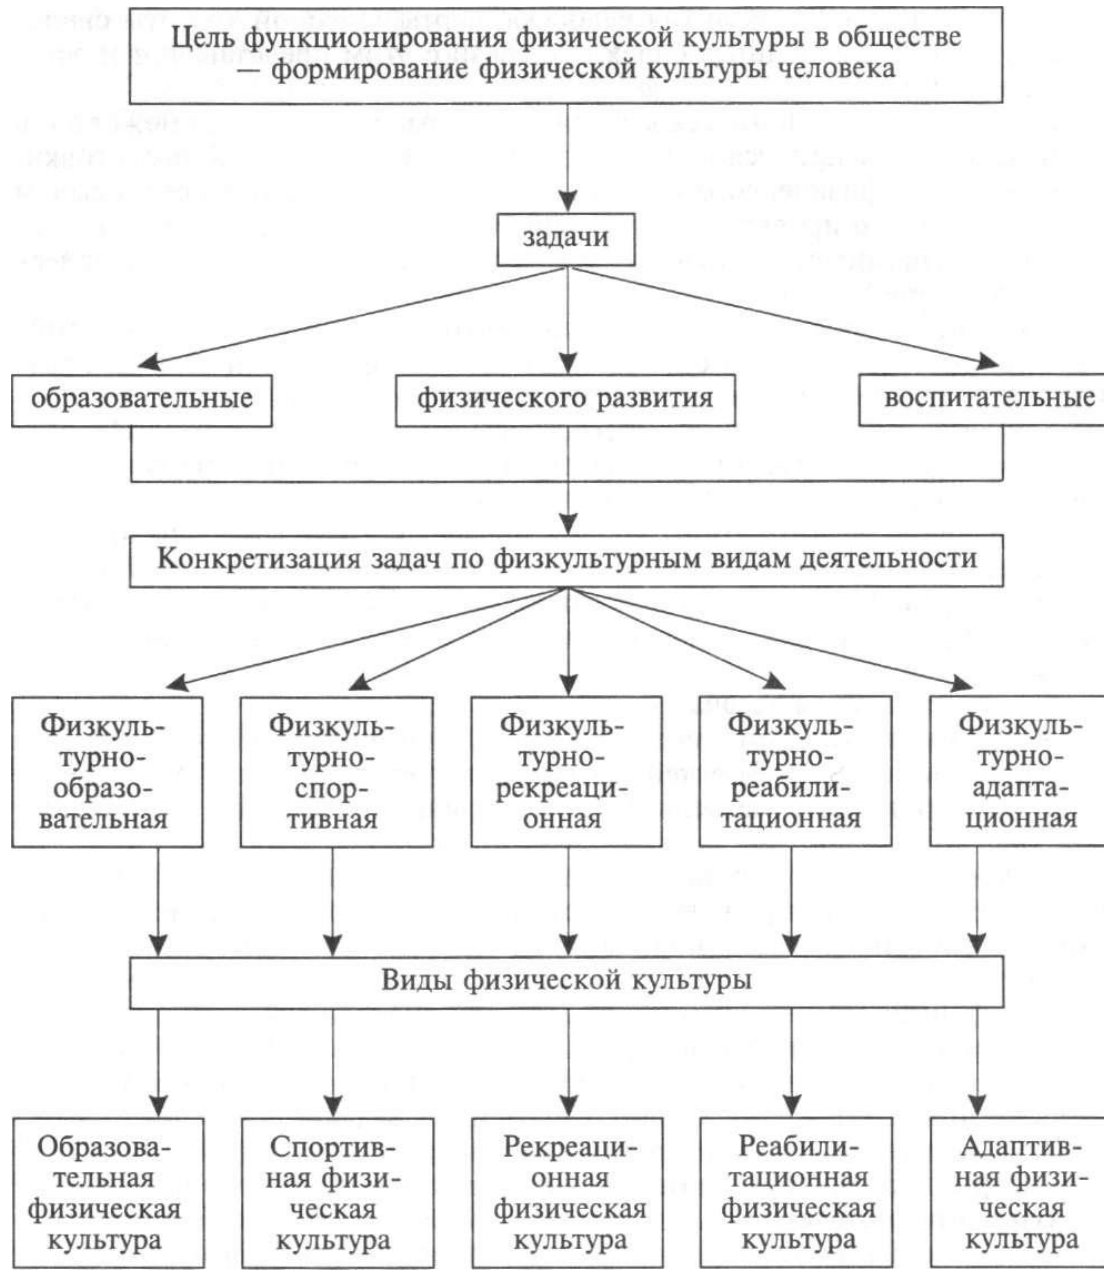 Цель функционирования физической культуры в обществе
— формирование физической культуры человека
задачи
образовательные
физического развития
воспитательные
Конкретизация задач по физкультурным видам деятельности
Физкуль-
турно-
образо-
вательная
Физкуль-
турно-
спор-
тивная
Физкуль-
турно-
рекреаци-
онная
Физкуль-
турно-
реабили-
тационная
Физкуль-
турно-
адапта-
ционная
Виды физической культуры
Образова-
тельная
физическая
культура
Спортив-
ная физи-
ческая
культура
Рекреаци-
онная
физическая
культура
Реабили-
тационная
физическая
культура
Адаптив-
ная физи-
ческая
культура